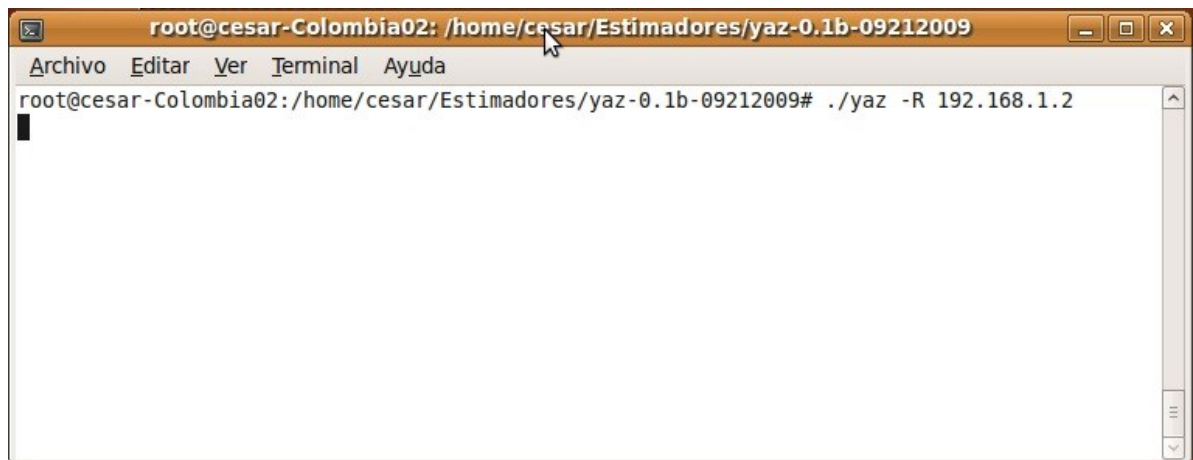 root@cesar-Colombia02: /home/cesar/Estimadores/yaz-0.1b-09212009
Archivo Editar Ver Terminal Ayuda
root@cesar-Colombia02:/home/cesar/Estimadores/yaz-0.1b-09212009# ./yaz -R 192.168.1.2